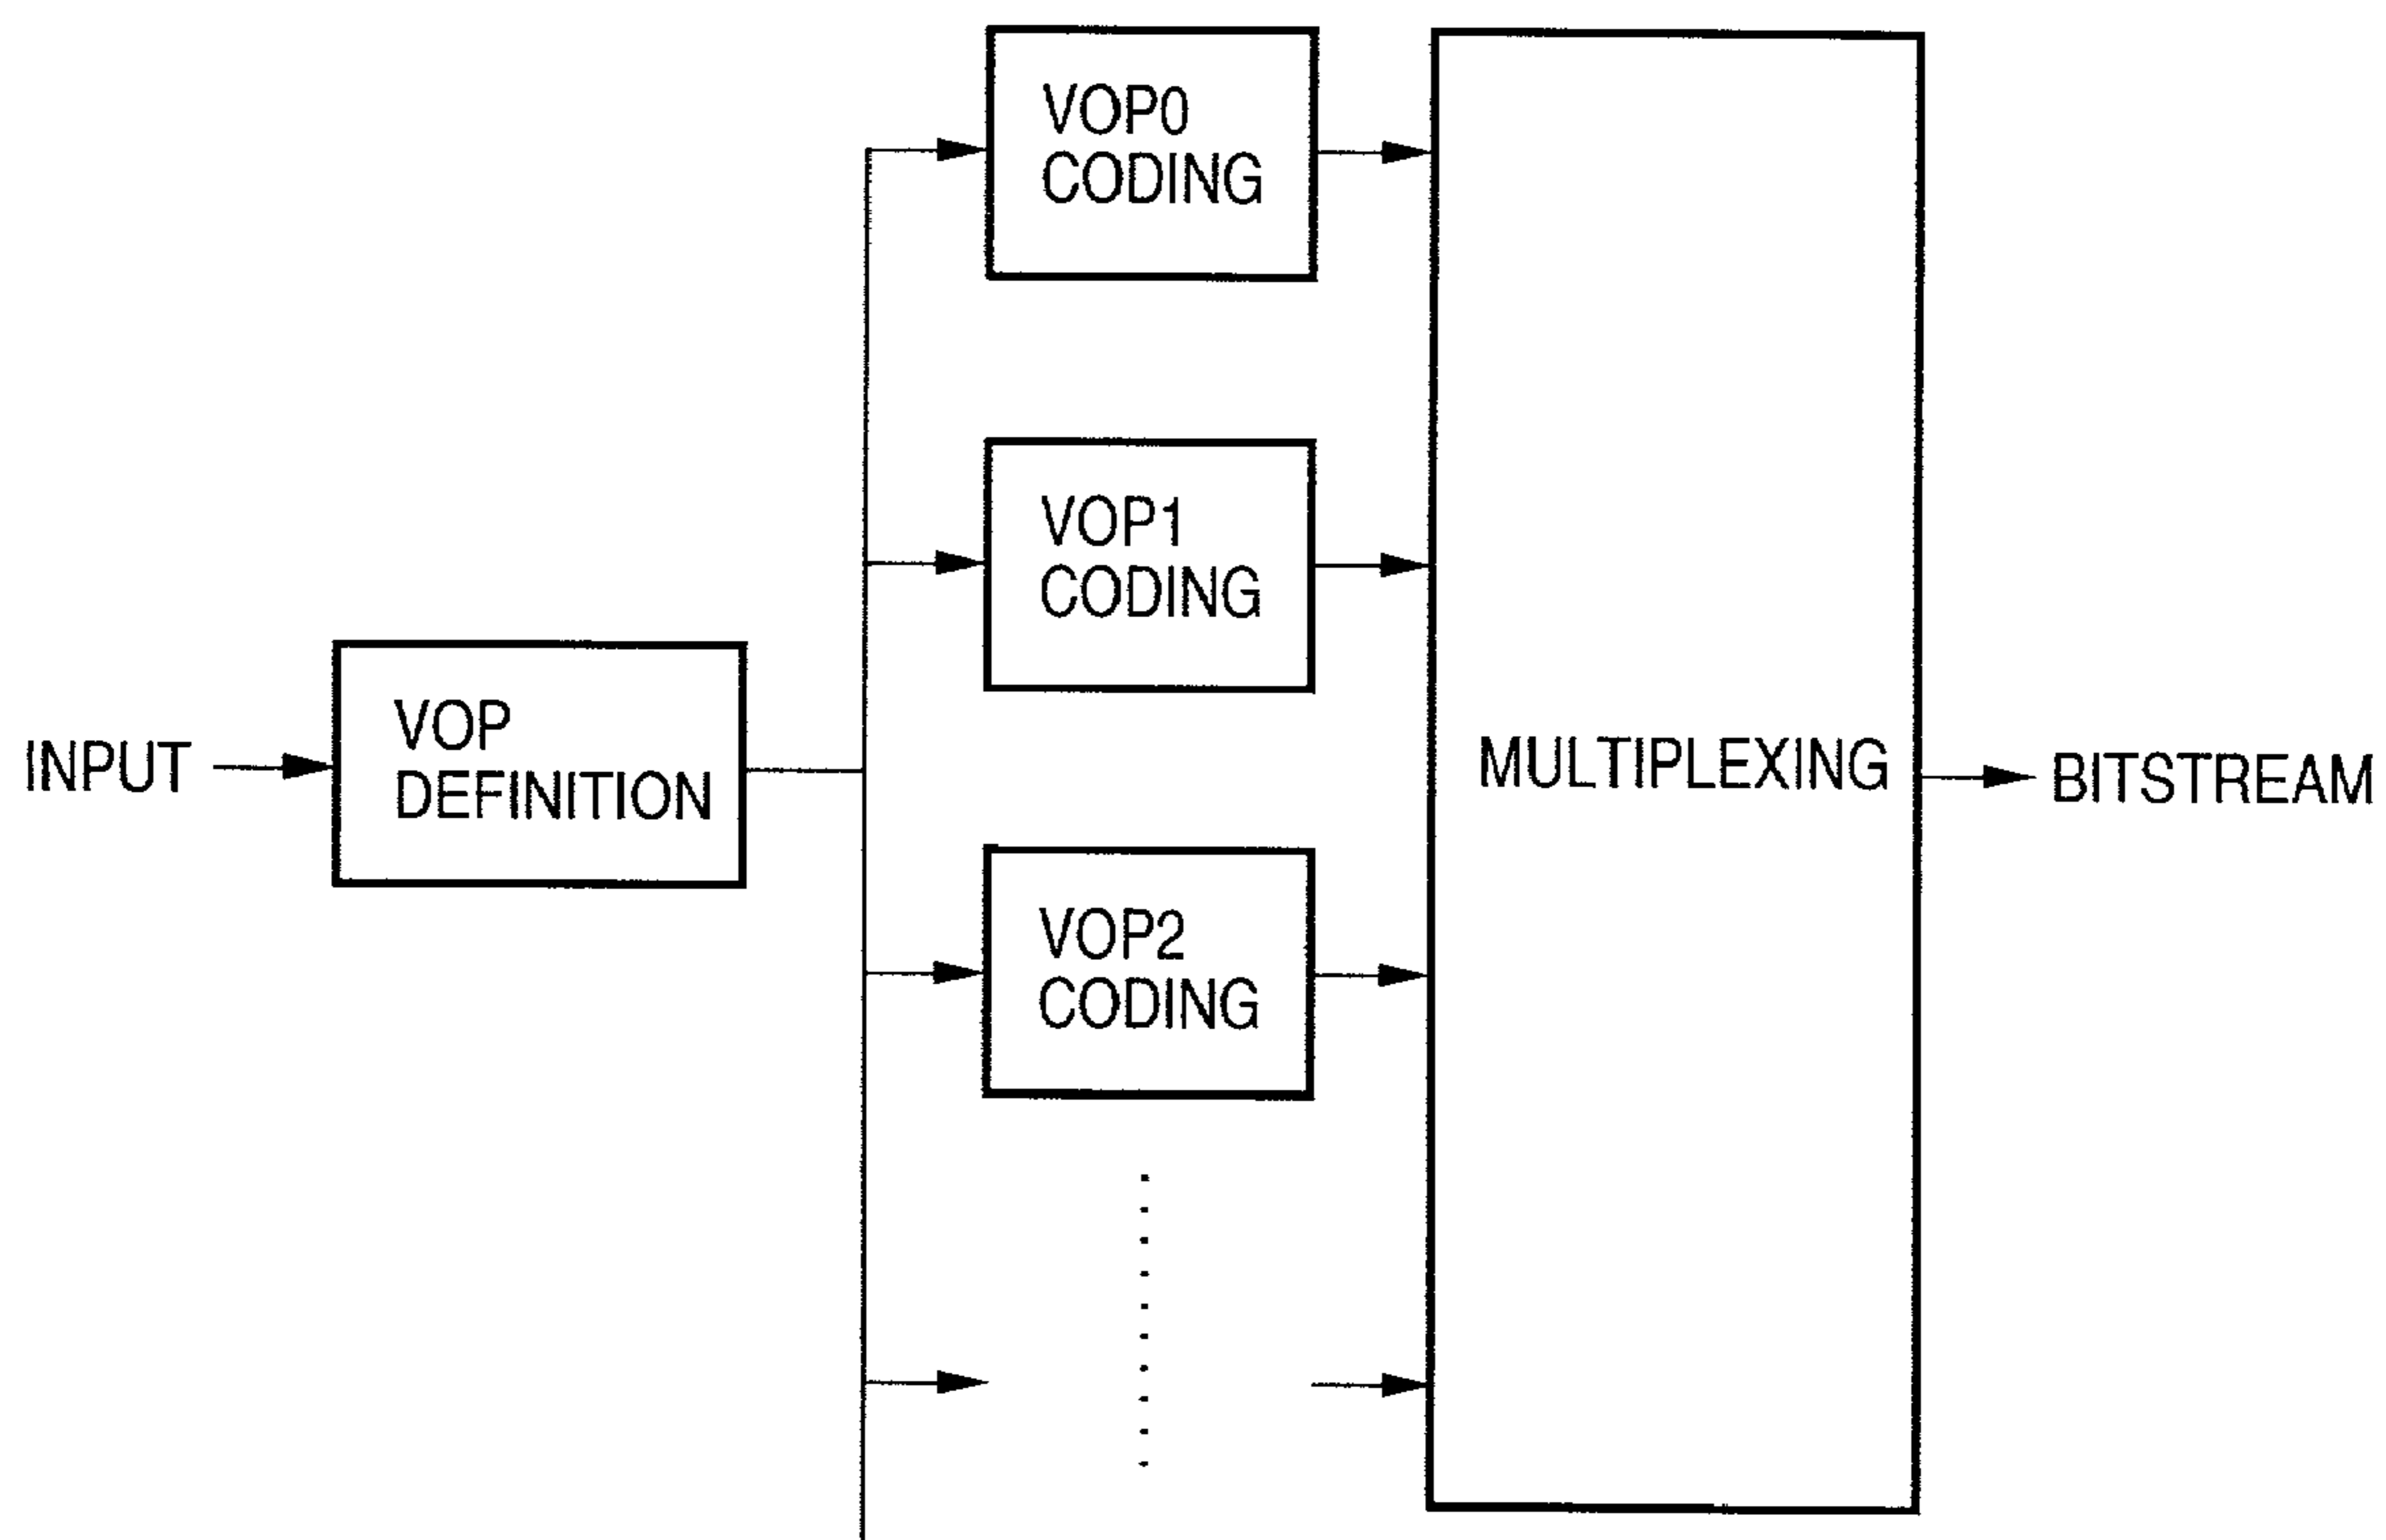 VOP0
CODING
VOP1
CODING
INPUT
VOP
DEFINITION
MULTIPLEXING
BITSTREAM
VOP2
CODING